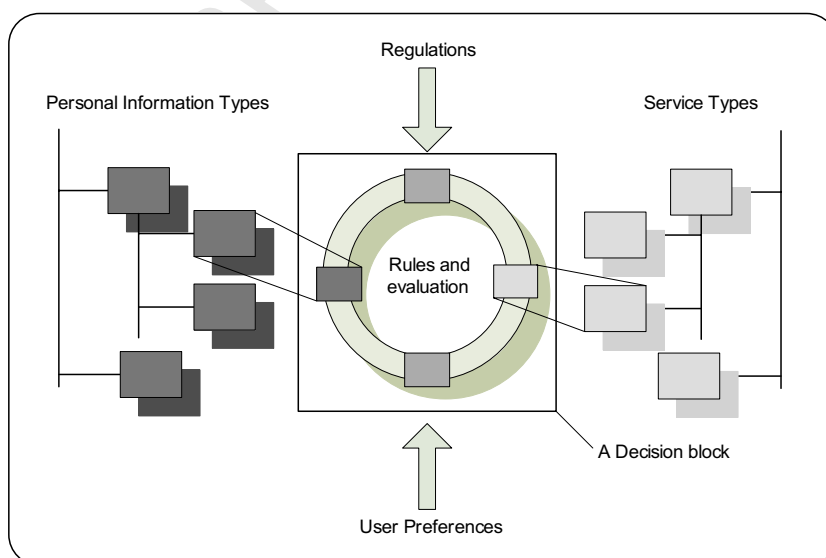 Regulations
Personal Information Types
Service Types
Rules and
evaluation
A Decision block
User Preferences